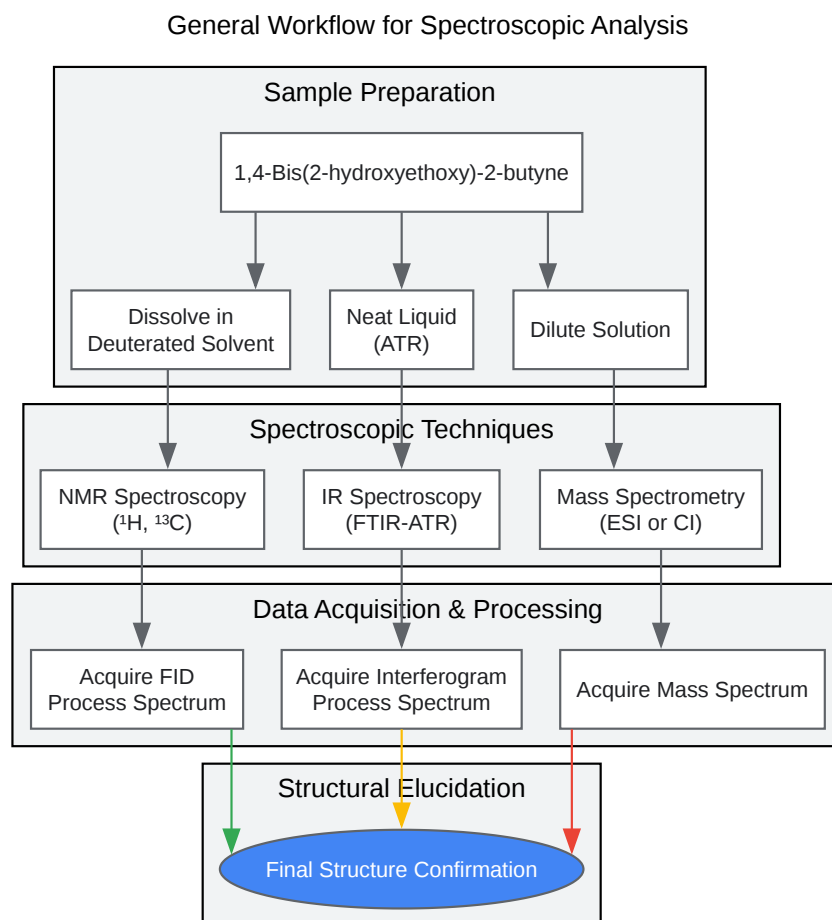 General Workflow for Spectroscopic Analysis
Sample Preparation
1,4-Bis(2-hydroxyethoxy)-2-butyne
Dissolve in
Deuterated Solvent
Neat Liquid
(ATR)
Dilute Solution
Spectroscopic Techniques
NMR Spectroscopy
(¹H, ¹³C)
IR Spectroscopy
(FTIR-ATR)
Mass Spectrometry
(ESI or CI)
Data Acquisition & Processing
Acquire FID
Process Spectrum
Acquire Interferogram
Process Spectrum
Acquire Mass Spectrum
Structural Elucidation
Final Structure Confirmation